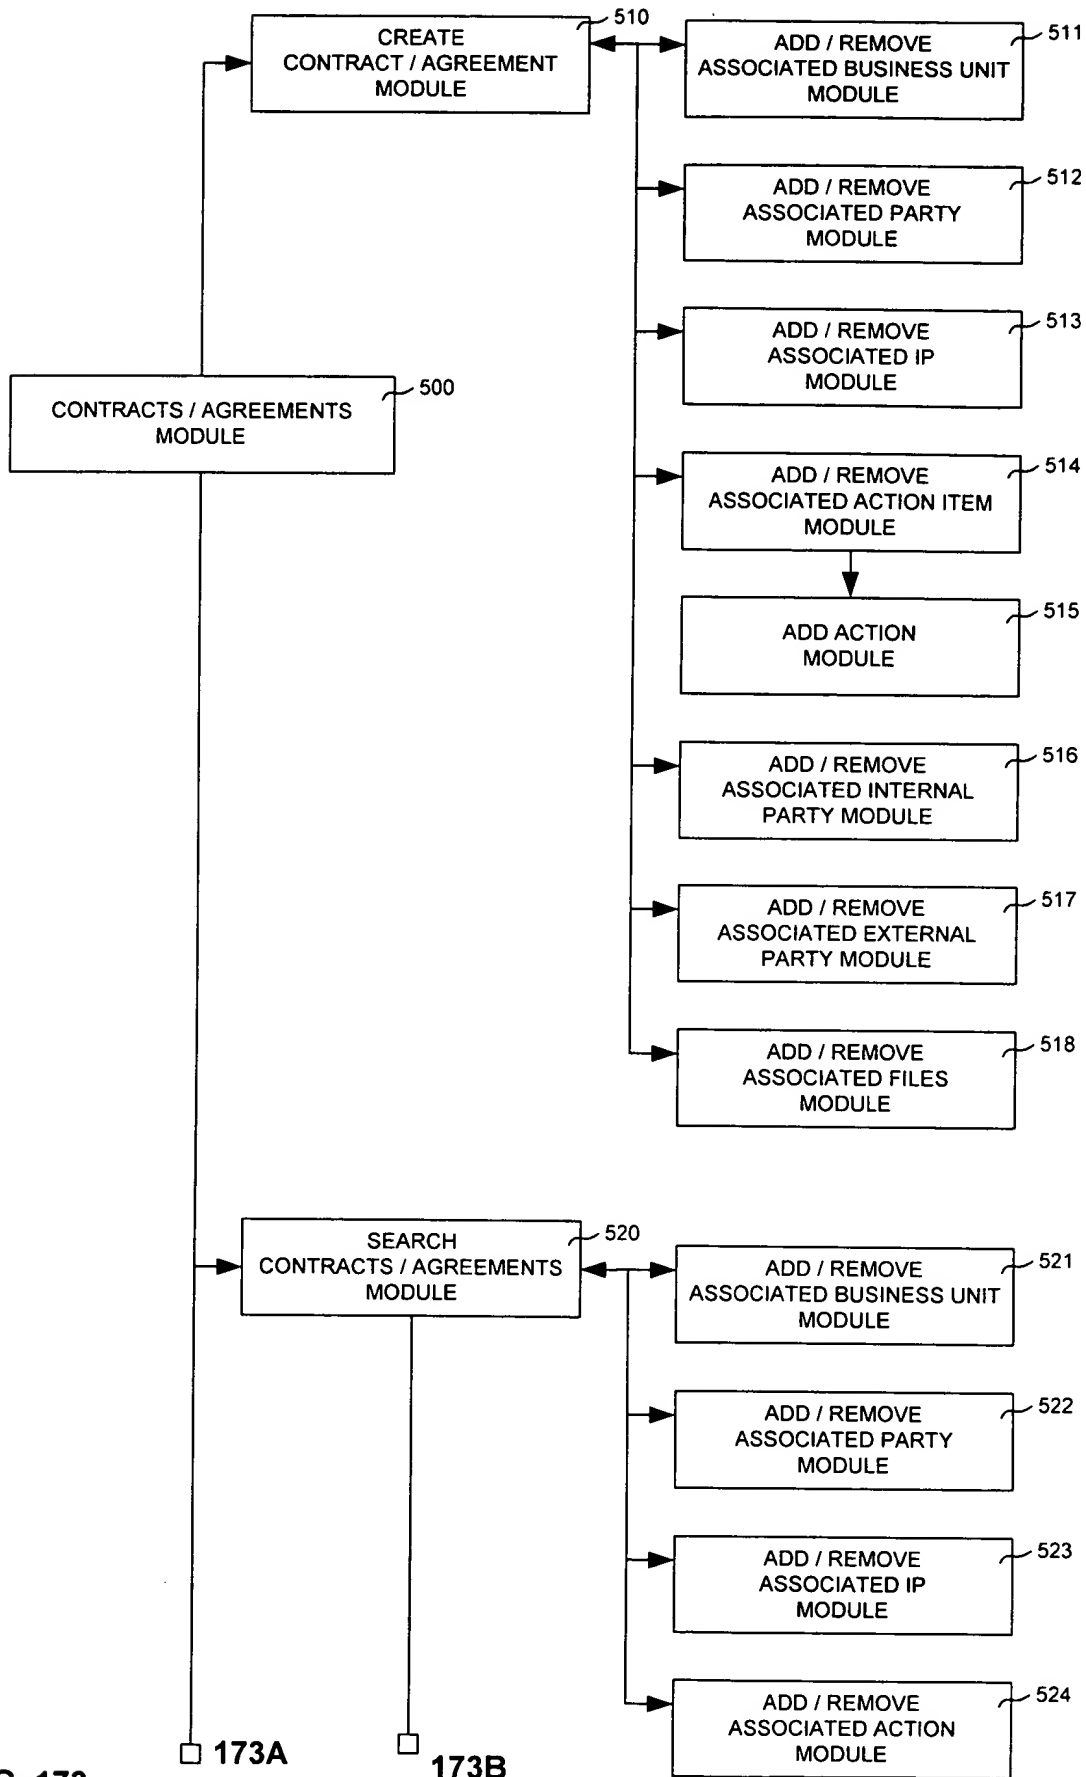 CREATE
CONTRACT / AGREEMENT
MODULE
510
ADD / REMOVE
ASSOCIATED BUSINESS UNIT
MODULE
511
ADD / REMOVE
ASSOCIATED PARTY
MODULE
512
ADD / REMOVE
ASSOCIATED IP
MODULE
513
CONTRACTS / AGREEMENTS
MODULE
500
ADD / REMOVE
ASSOCIATED ACTION ITEM
MODULE
514
ADD ACTION
MODULE
515
ADD / REMOVE
ASSOCIATED INTERNAL
PARTY MODULE
516
ADD / REMOVE
ASSOCIATED EXTERNAL
PARTY MODULE
517
ADD / REMOVE
ASSOCIATED FILES
MODULE
518
SEARCH
CONTRACTS / AGREEMENTS
MODULE
520
ADD / REMOVE
ASSOCIATED BUSINESS UNIT
MODULE
521
ADD / REMOVE
ASSOCIATED PARTY
MODULE
522
ADD / REMOVE
ASSOCIATED IP
MODULE
523
ADD / REMOVE
ASSOCIATED ACTION
MODULE
524
173A
173B